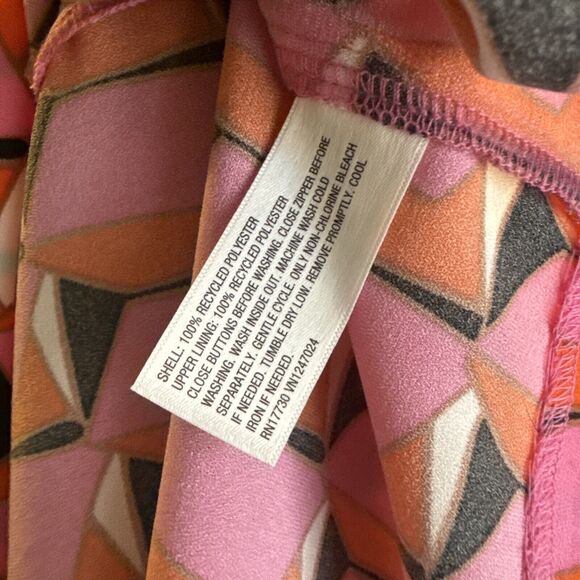 SHELL: 100% RECYCLED POLYESTER
UPPER LINING: 100% RECYCLED POLYESTER
CLOSE BUTTONS BEFORE WASHING. CLOSE ZIPPER BEFORE
WASHING. WASH INSIDE OUT. MACHINE WASH COLD
SEPARATELY. GENTLE CYCLE. ONLY NON-CHLORINE BLEACH
IF NEEDED. TUMBLE DRY LOW. REMOVE PROMPTLY. COOL
IRON IF NEEDED.
RN17730 VN1247024